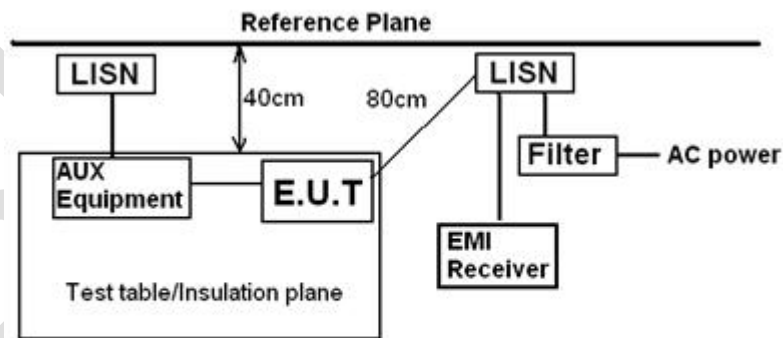 Reference Plane
LISN
40cm
80cm
LISN
Filter
AC power
AUX
Equipment
E.U.T
EMI
Receiver
Test table/Insulation plane